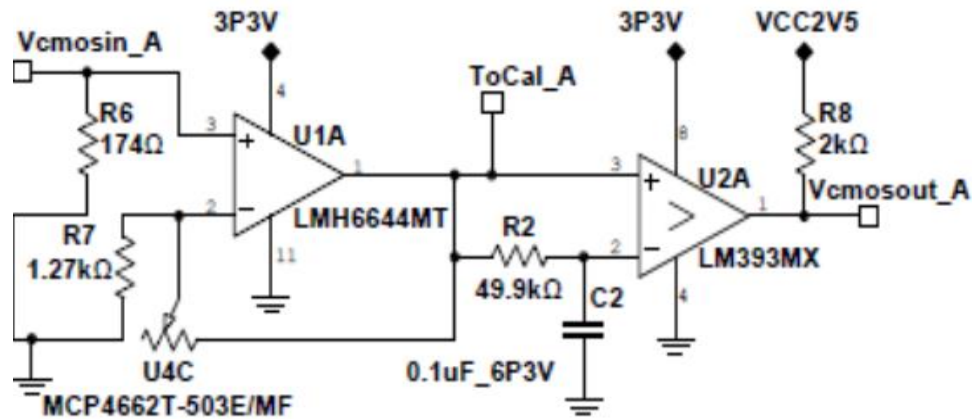 3P3V
3P3V
VCC2V5
Vcmosin_A
ToCal_A
4
8
R6
174Ω
R8
2kΩ
3
+
U1A
1
3
+
U2A
1
Vcmosout_A
2
−
LMH6644MT
R7
1.27kΩ
R2
49.9kΩ
2
−
LM393MX
11
C2
4
U4C
0.1uF_6P3V
MCP4662T-503E/MF